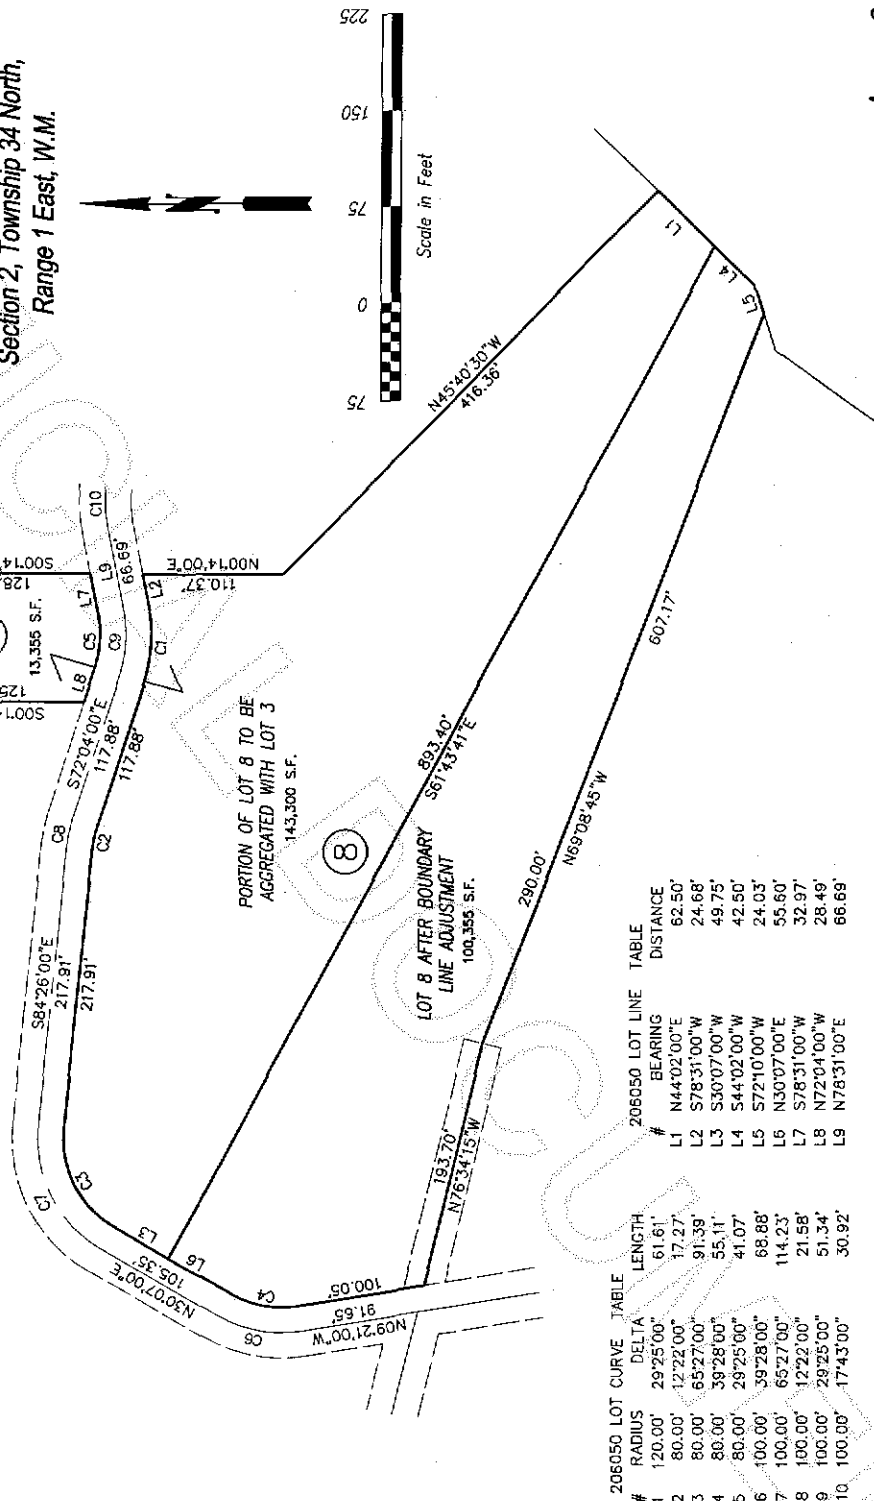 Section 2, Township 34 North,
Range 1 East, W.M.
75 0 75 150 225
Scale in Feet
S00°14
125
S00°14
128
13,355 S.F.
L8
C5
L7
L9
C10
C9
66.69'
L2
C1
N00°14'00"E
110.37'
N45°40'30"W
416.36'
L1
L4
L5
S72°04'00"E
117.88'
117.88'
C8
C2
S84°26'00"E
217.91'
217.91'
C7
C3
L3
N30°07'00"E
105.35'
L6
C4
C6
100.05'
91.65'
N09°21'00"W
PORTION OF LOT 8 TO BE
AGGREGATED WITH LOT 3
143,300 S.F.
8
893.40'
S61°43'41"E
LOT 8 AFTER BOUNDARY
LINE ADJUSTMENT
100,355 S.F.
607.17'
290.00'
N69°08'45"W
193.70'
N76°34'15"W
206050 LOT CURVE TABLE
# RADIUS DELTA LENGTH
1 120.00' 29°25'00" 61.61'
2 80.00' 12°22'00" 17.27'
3 80.00' 65°27'00" 91.39'
4 80.00' 39°28'00" 55.11'
5 80.00' 29°25'00" 41.07'
6 100.00' 39°28'00" 68.88'
7 100.00' 65°27'00" 114.23'
8 100.00' 12°22'00" 21.58'
9 100.00' 29°25'00" 51.34'
10 100.00' 17°43'00" 30.92'
206050 LOT LINE TABLE
# BEARING DISTANCE
L1 N44°02'00"E 62.50'
L2 S78°31'00"W 24.68'
L3 S30°07'00"W 49.75'
L4 S44°02'00"W 42.50'
L5 S72°10'00"W 24.03'
L6 N30°07'00"E 55.60'
L7 S78°31'00"W 32.97'
L8 N72°04'00"W 28.49'
L9 N78°31'00"E 66.69'